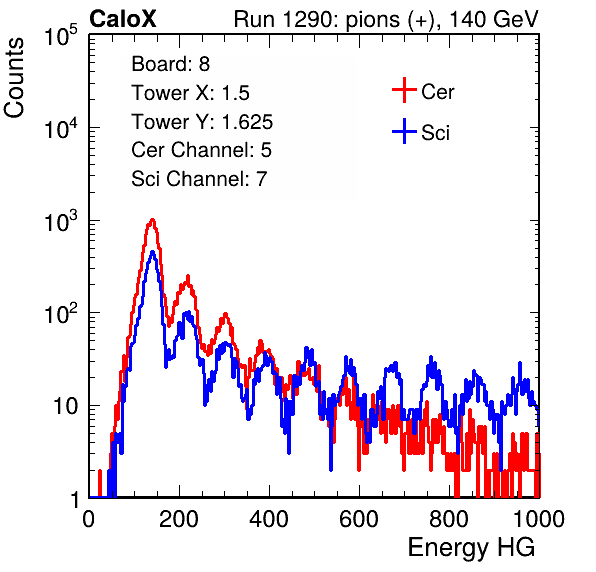 CaloX Run 1290: pions (+), 140 GeV
Counts
Board: 8
Tower X: 1.5
Tower Y: 1.625
Cer Channel: 5
Sci Channel: 7
Cer
Sci
10^5
10^4
10^3
10^2
10
1
0 200 400 600 800 1000
Energy HG